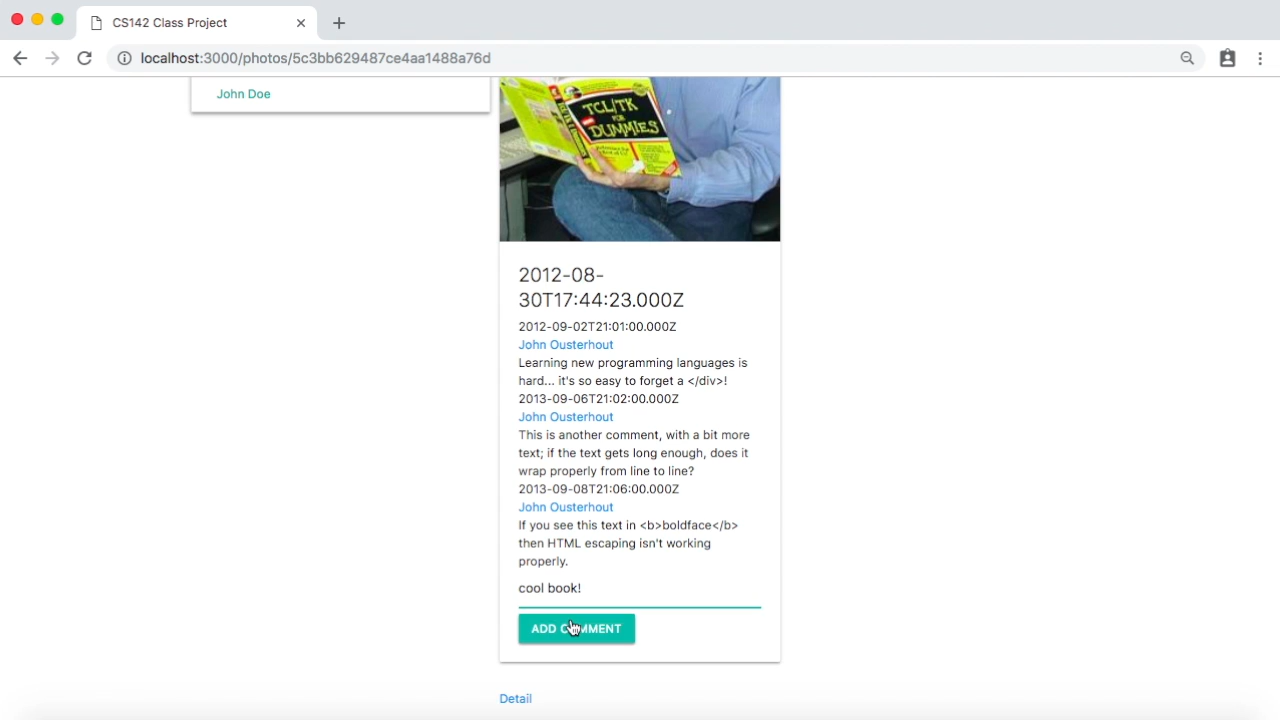 CS142 Class Project
localhost:3000/photos/5c3bb629487ce4aa1488a76d
John Doe
TCL/TK
FOR
DUMMIES
2012-08-
30T17:44:23.000Z
2012-09-02T21:01:00.000Z
John Ousterhout
Learning new programming languages is
hard... it's so easy to forget a </div>!
2013-09-06T21:02:00.000Z
John Ousterhout
This is another comment, with a bit more
text; if the text gets long enough, does it
wrap properly from line to line?
2013-09-08T21:06:00.000Z
John Ousterhout
If you see this text in <b>boldface</b>
then HTML escaping isn't working
properly.
cool book!
ADD COMMENT
Detail